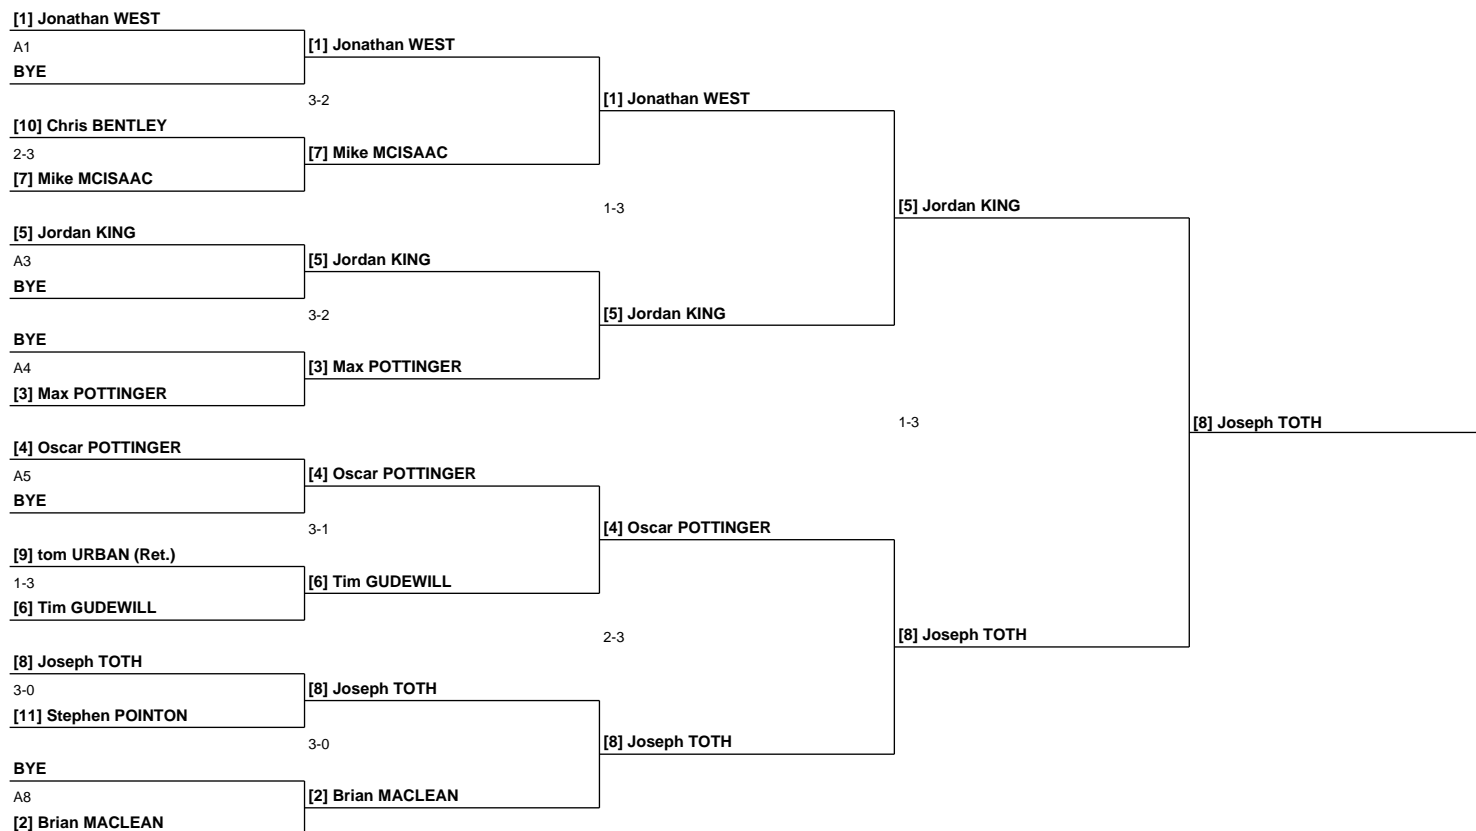 [1] Jonathan WEST
A1
BYE
[10] Chris BENTLEY
2-3
[7] Mike MCISAAC
[5] Jordan KING
A3
BYE
BYE
A4
[3] Max POTTINGER
[4] Oscar POTTINGER
A5
BYE
[9] tom URBAN (Ret.)
1-3
[6] Tim GUDEWILL
[8] Joseph TOTH
3-0
[11] Stephen POINTON
BYE
A8
[2] Brian MACLEAN
[1] Jonathan WEST
3-2
[7] Mike MCISAAC
[5] Jordan KING
3-2
[3] Max POTTINGER
[4] Oscar POTTINGER
3-1
[6] Tim GUDEWILL
[8] Joseph TOTH
3-0
[2] Brian MACLEAN
[1] Jonathan WEST
1-3
[5] Jordan KING
[4] Oscar POTTINGER
2-3
[8] Joseph TOTH
[5] Jordan KING
1-3
[8] Joseph TOTH
[8] Joseph TOTH